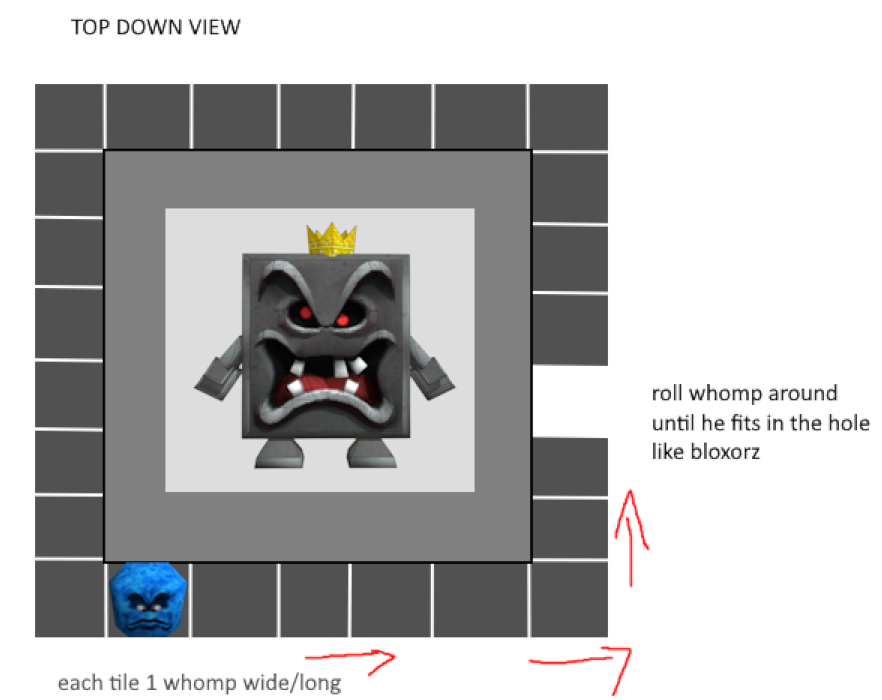 TOP DOWN VIEW
roll whomp around
until he fits in the hole
like bloxorz
each tile 1 whomp wide/long